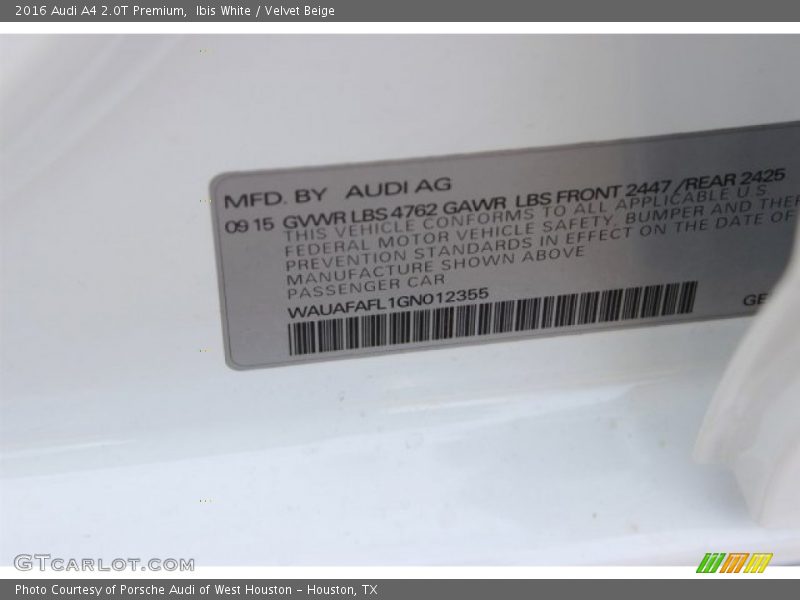 2016 Audi A4 2.0T Premium, Ibis White / Velvet Beige
MFD. BY AUDI AG
09 15 GVWR LBS 4762 GAWR LBS FRONT 2447 /REAR 2425
THIS VEHICLE CONFORMS TO ALL APPLICABLE U.S.
FEDERAL MOTOR VEHICLE SAFETY, BUMPER AND THEF
PREVENTION STANDARDS IN EFFECT ON THE DATE OF
MANUFACTURE SHOWN ABOVE
PASSENGER CAR
WAUAFAFL1GN012355
GE
GTCARLOT.COM
Photo Courtesy of Porsche Audi of West Houston – Houston, TX